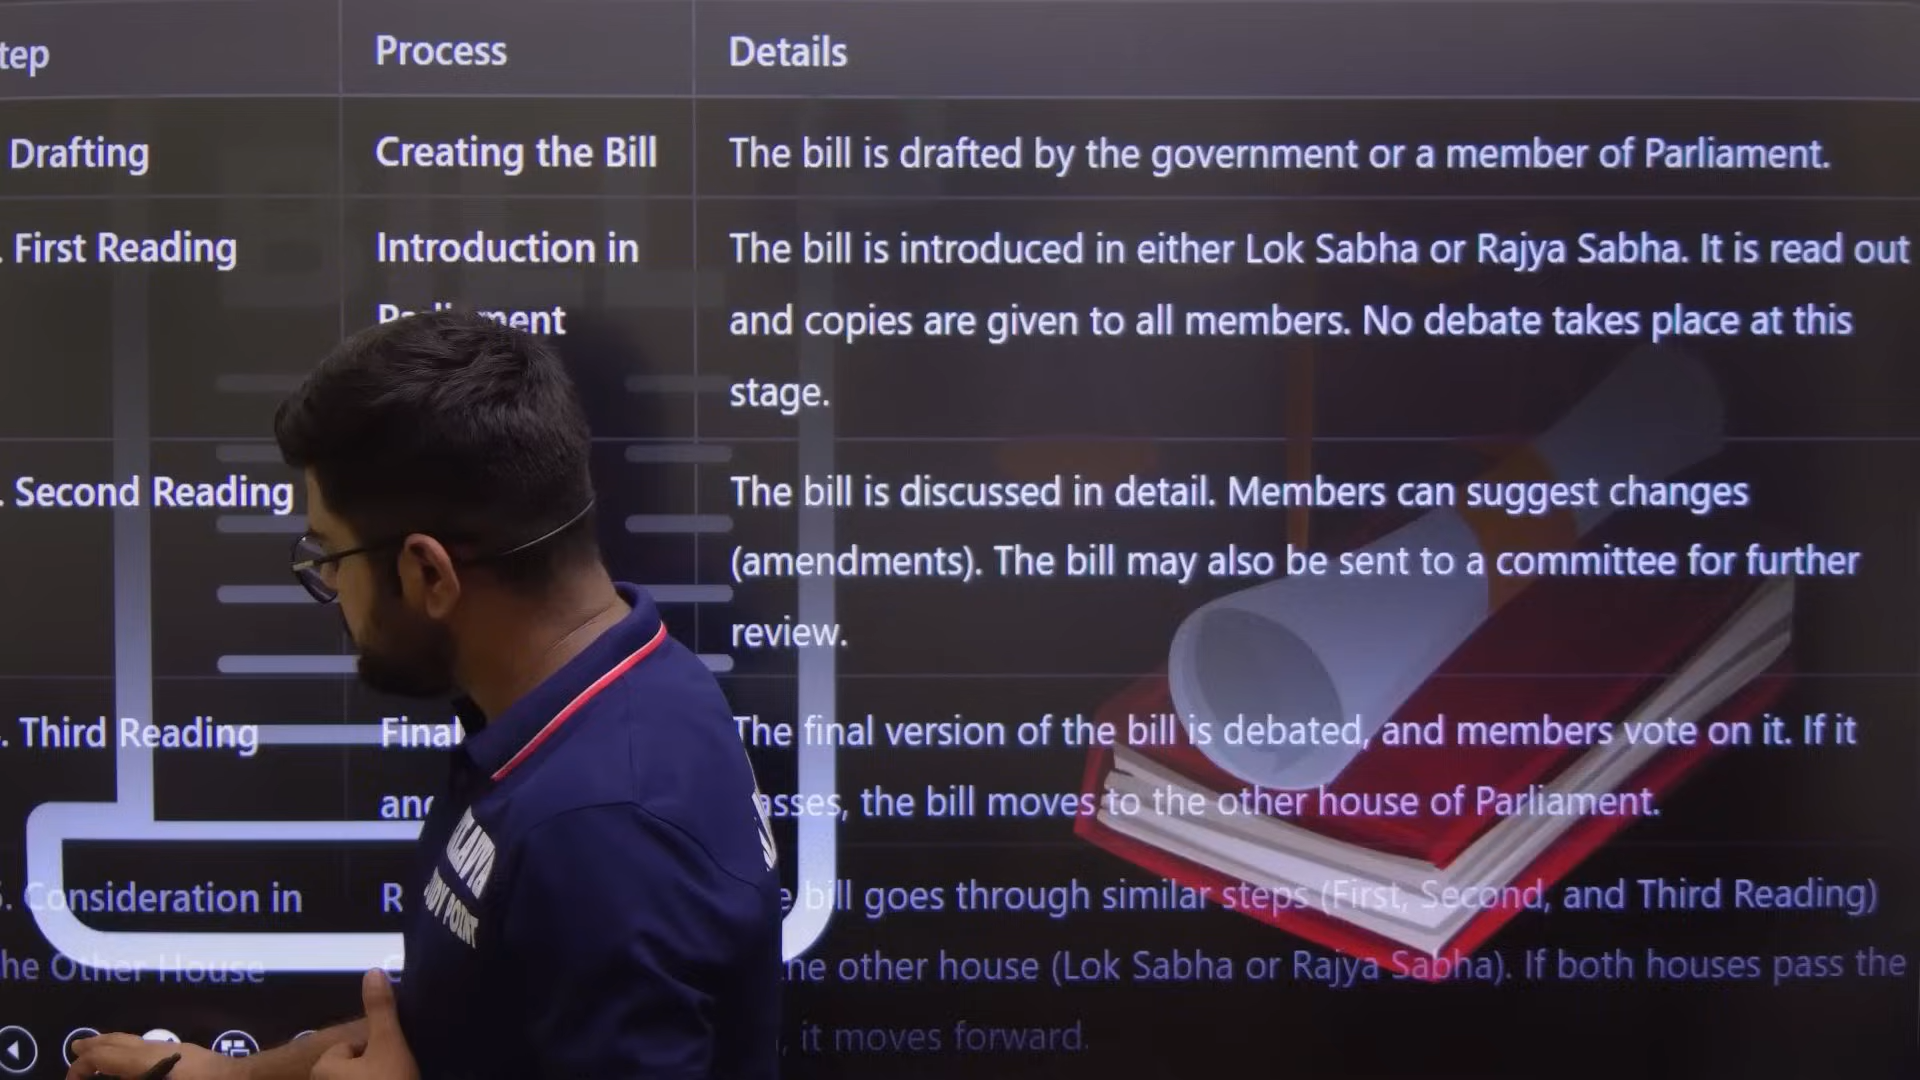 tep Process Details
Drafting Creating the Bill The bill is drafted by the government or a member of Parliament.
. First Reading Introduction in The bill is introduced in either Lok Sabha or Rajya Sabha. It is read out
and copies are given to all members. No debate takes place at this
stage.
. Second Reading The bill is discussed in detail. Members can suggest changes
(amendments). The bill may also be sent to a committee for further
review.
. Third Reading Final The final version of the bill is debated, and members vote on it. If it
asses, the bill moves to the other house of Parliament.
. Consideration in bill goes through similar steps (First, Second, and Third Reading)
he Other House he other house (Lok Sabha or Rajya Sabha). If both houses pass the
, it moves forward.
POINT